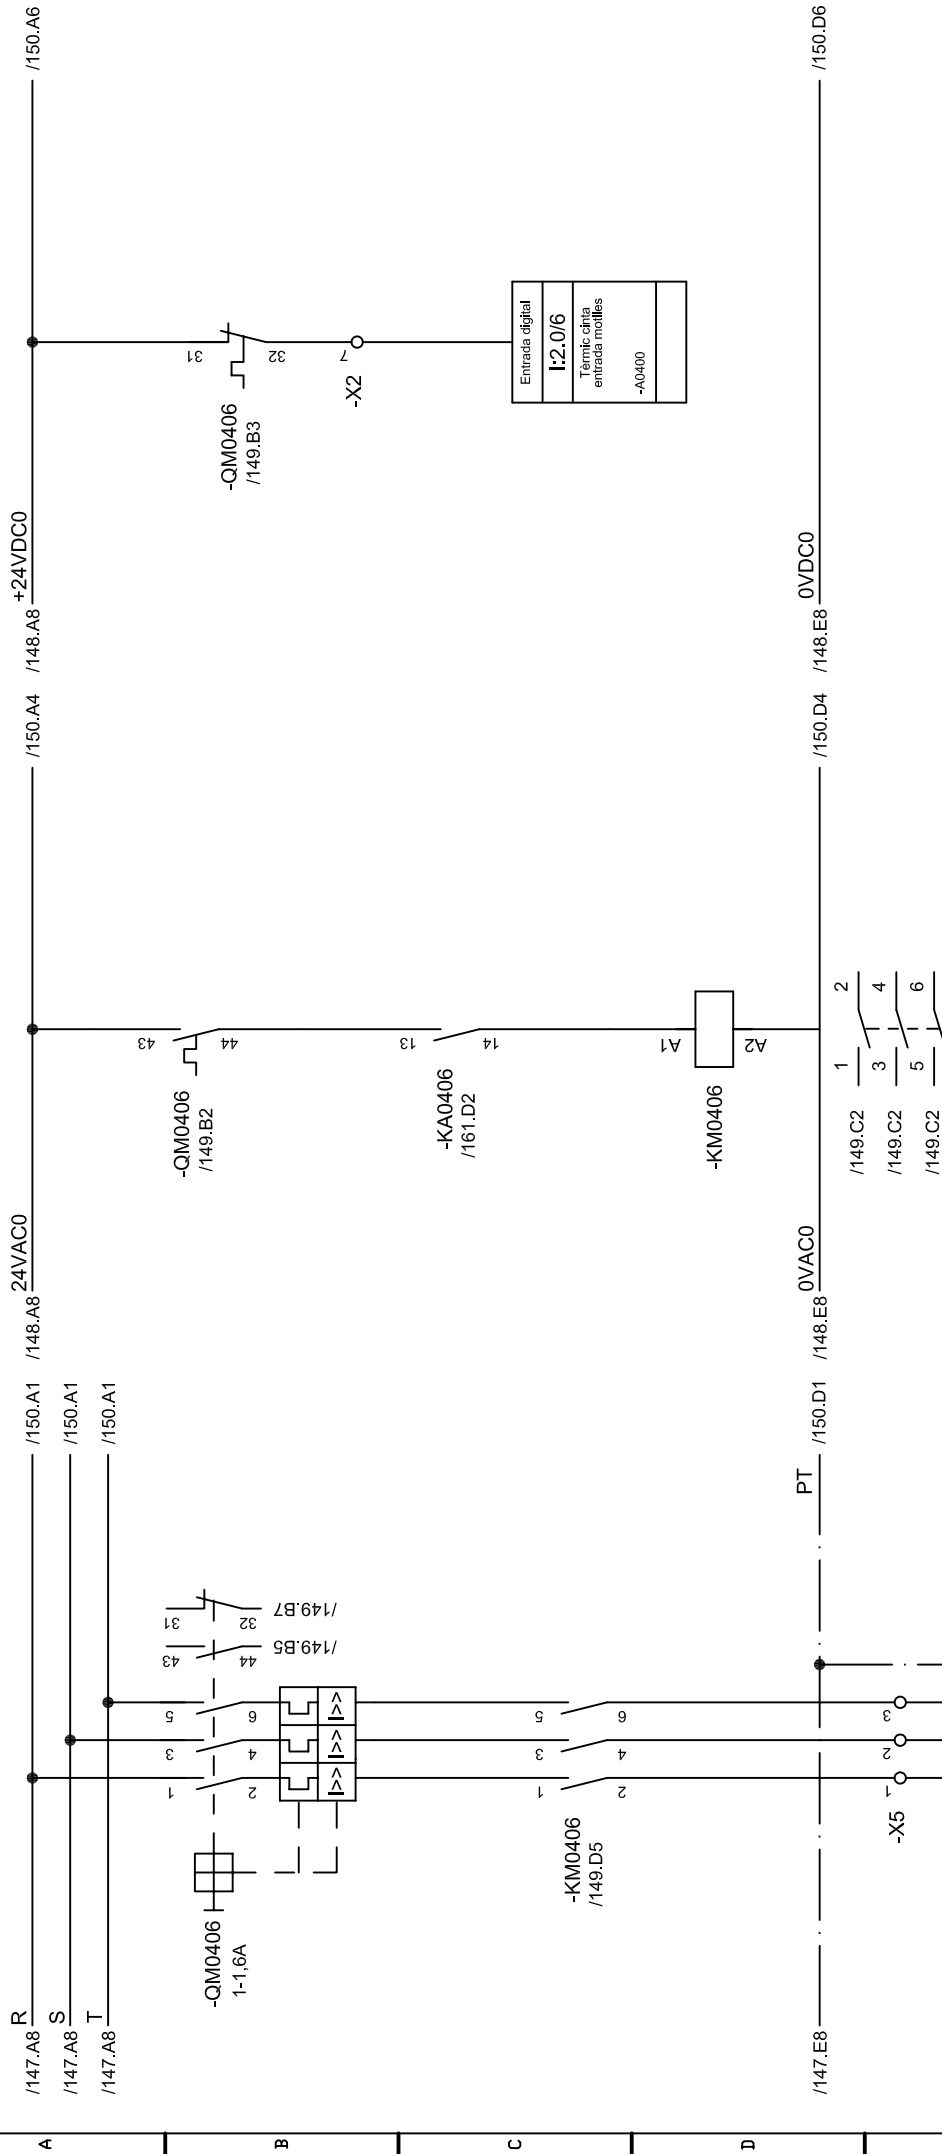 R
/147.A8
/150.A1
S
/147.A8
/150.A1
T
/147.A8
/150.A1
-QM0406
1-1,6A
1
2
3
4
5
6
43
44
/149.B5
31
32
/149.B7
I>>
I>>
I>>
-KM0406
/149.D5
1
2
3
4
5
6
/147.E8
PT
/150.D1
-X5
1
2
3
24VAC0
/148.A8
/150.A4
-QM0406
/149.B2
43
44
-KA0406
/161.D2
13
14
-KM0406
A1
A2
0VAC0
/148.E8
/150.D4
/149.C2
1
2
/149.C2
3
4
/149.C2
5
6
+24VDC0
/148.A8
/150.A6
-QM0406
/149.B3
31
32
-X2
7
Entrada digital
I:2.0/6
Tèrmic cinta
entrada motlles
-A0400
0VDC0
/148.E8
/150.D6
A
B
C
D